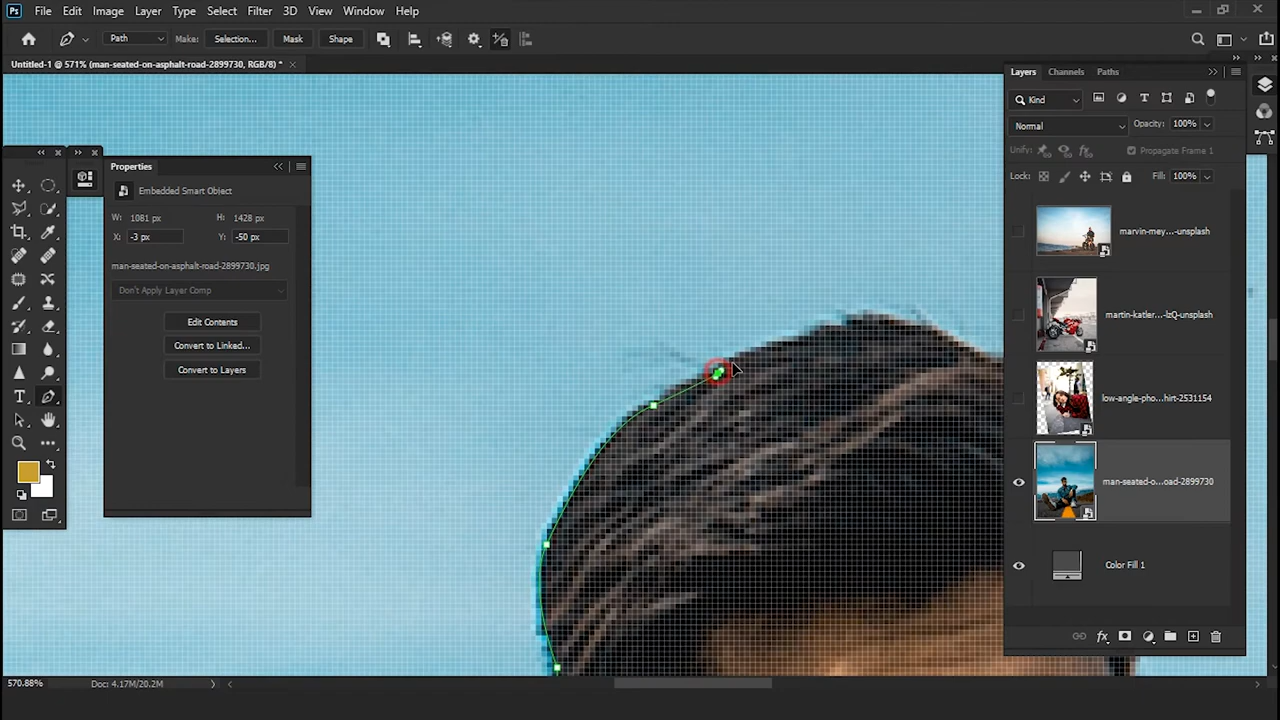 Ps File Edit Image Layer Type Select Filter 3D View Window Help
Path Make: Selection... Mask Shape
Untitled-1 @ 571% (man-seated-on-asphalt-road-2899730, RGB/8) *
Layers Channels Paths
Kind
Normal Opacity: 100%
Unify: Propagate Frame 1
Lock: Fill: 100%
marvin-mey...-unsplash
martin-katler...-lzQ-unsplash
low-angle-pho...hirt-2531154
man-seated-o...oad-2899730
Color Fill 1
fx
Properties
Embedded Smart Object
W: 1081 px H: 1428 px
X: -3 px Y: -50 px
man-seated-on-asphalt-road-2899730.jpg
Don't Apply Layer Comp
Edit Contents
Convert to Linked...
Convert to Layers
570.88% Doc: 4.17M/20.2M